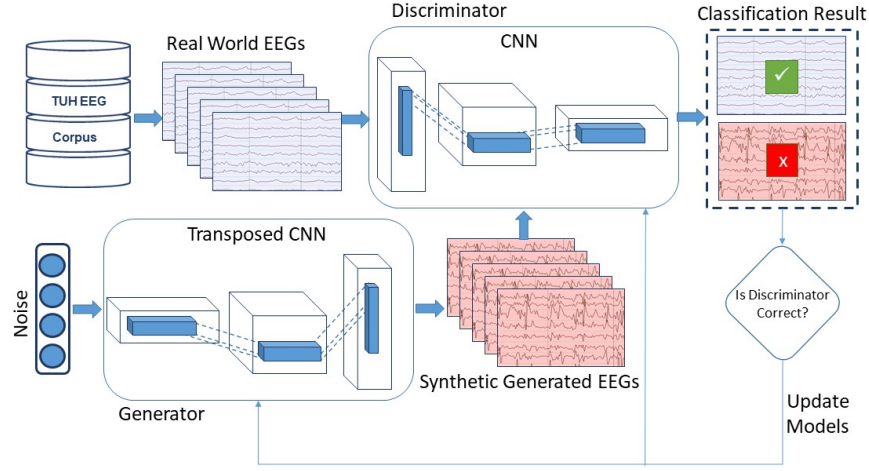 Discriminator
Classification Result
Real World EEGs
CNN
TUH EEG
Corpus
X
Transposed CNN
Noise
Is Discriminator
Correct?
Synthetic Generated EEGs
Generator
Update
Models